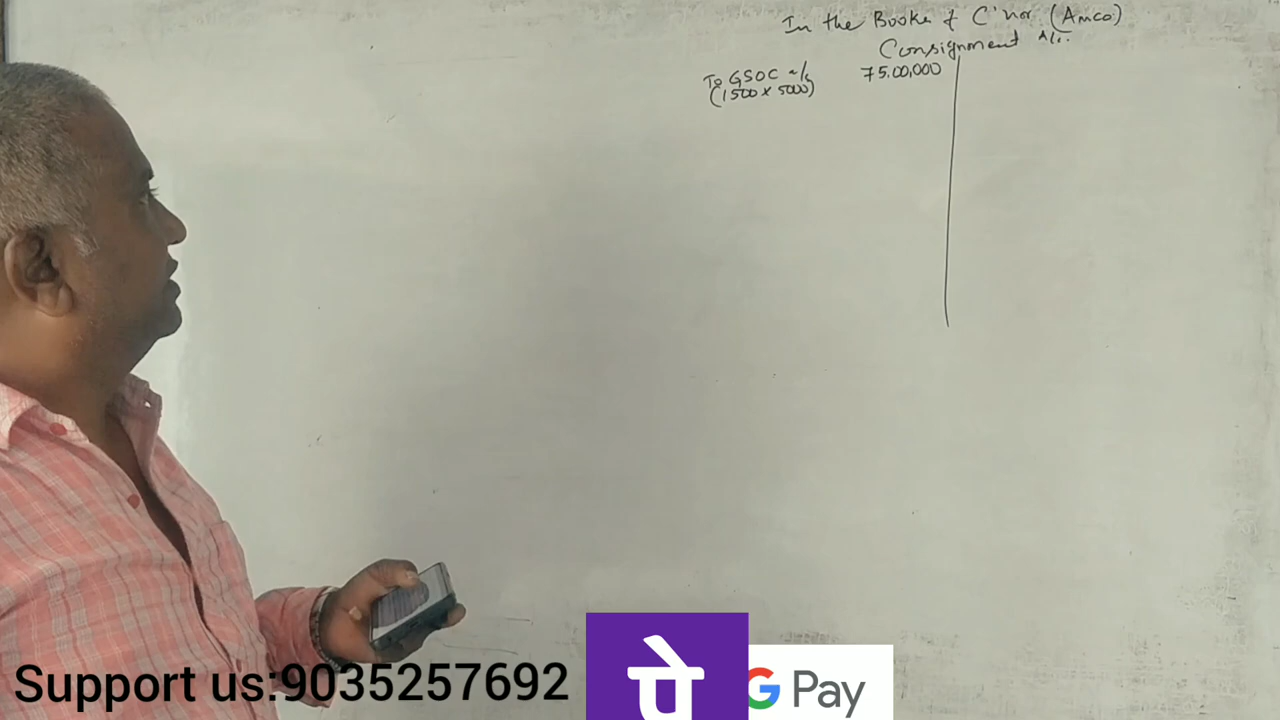 In the Books of C'nor (Amco)
Consignment A/c.
To GSOC a/c 75,00,000
(1500 x 5000)
Support us:9035257692
पे
G Pay